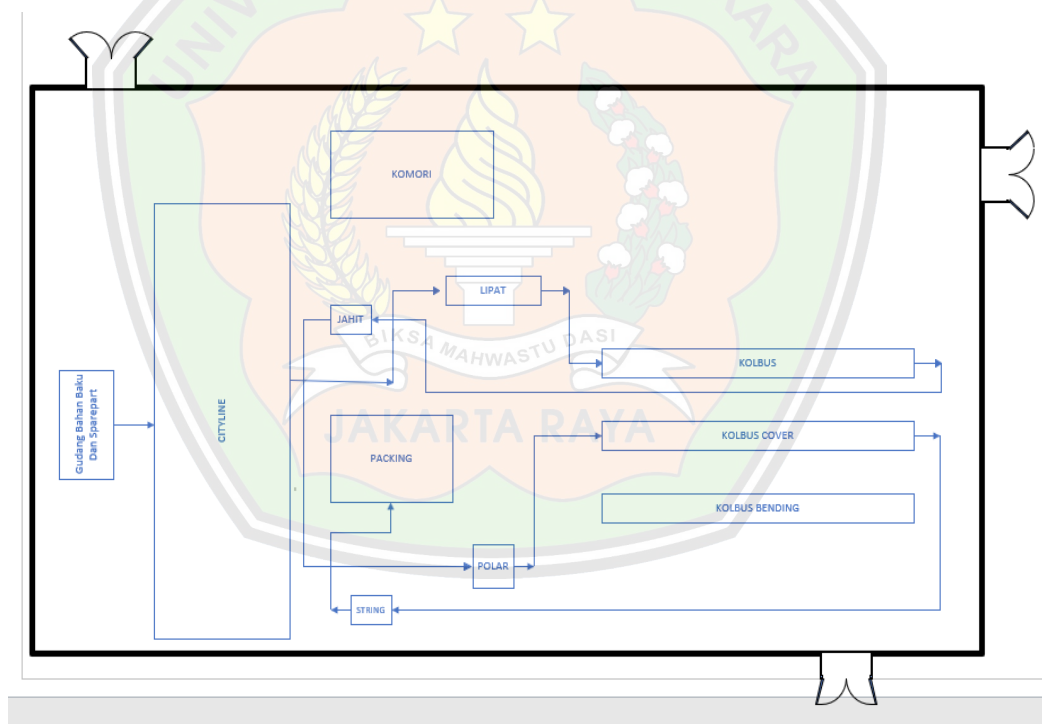 KOMORI
LIPAT
JAHIT
BIKSA MAHWASTU DASI
KOLBUS
Gudang Bahan Baku
Dan Sparepart
CITYLINE
JAKARTA RAYA
KOLBUS COVER
PACKING
KOLBUS BENDING
POLAR
STRING